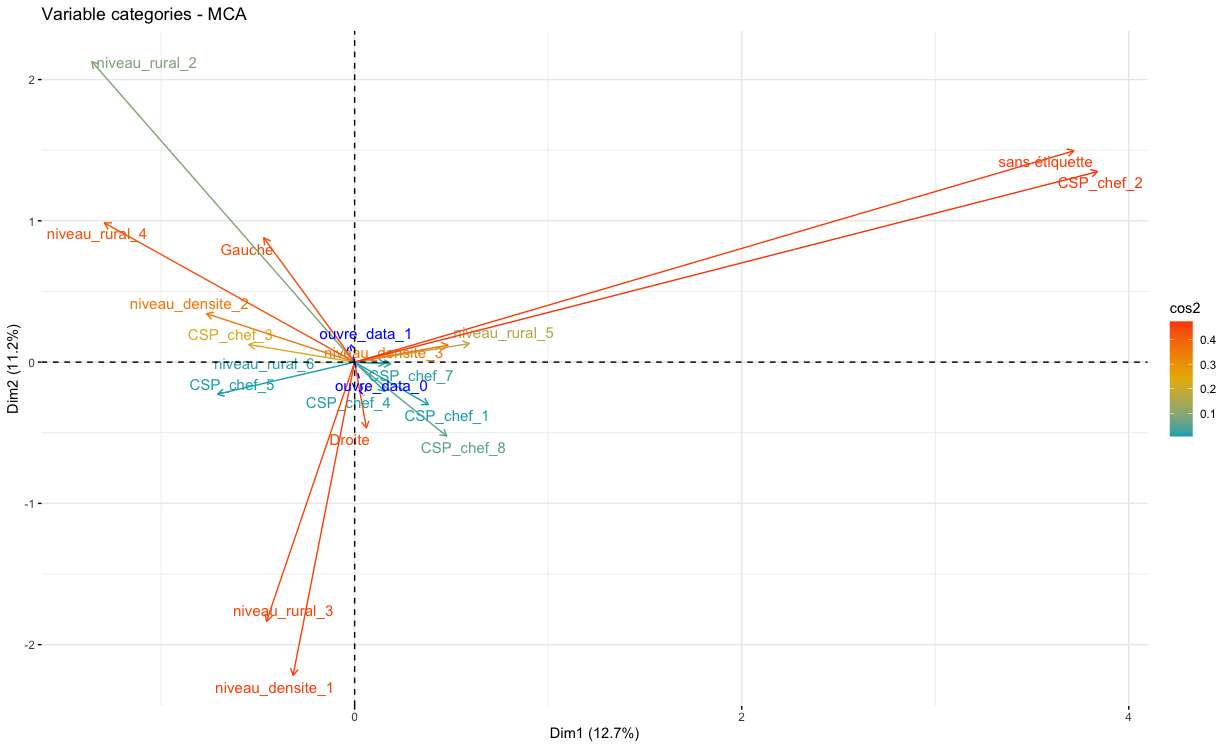 Variable categories - MCA
niveau_rural_2
sans étiquette
CSP_chef_2
niveau_rural_4
Gauche
niveau_densite_2
CSP_chef_3
ouvre_data_1
niveau_rural_5
niveau_densite_3
niveau_rural_6
CSP_chef_7
CSP_chef_5
ouvre_data_0
CSP_chef_4
CSP_chef_1
Droite
CSP_chef_8
niveau_rural_3
niveau_densite_1
2
1
0
-1
-2
Dim2 (11.2%)
0
2
4
Dim1 (12.7%)
cos2
0.4
0.3
0.2
0.1